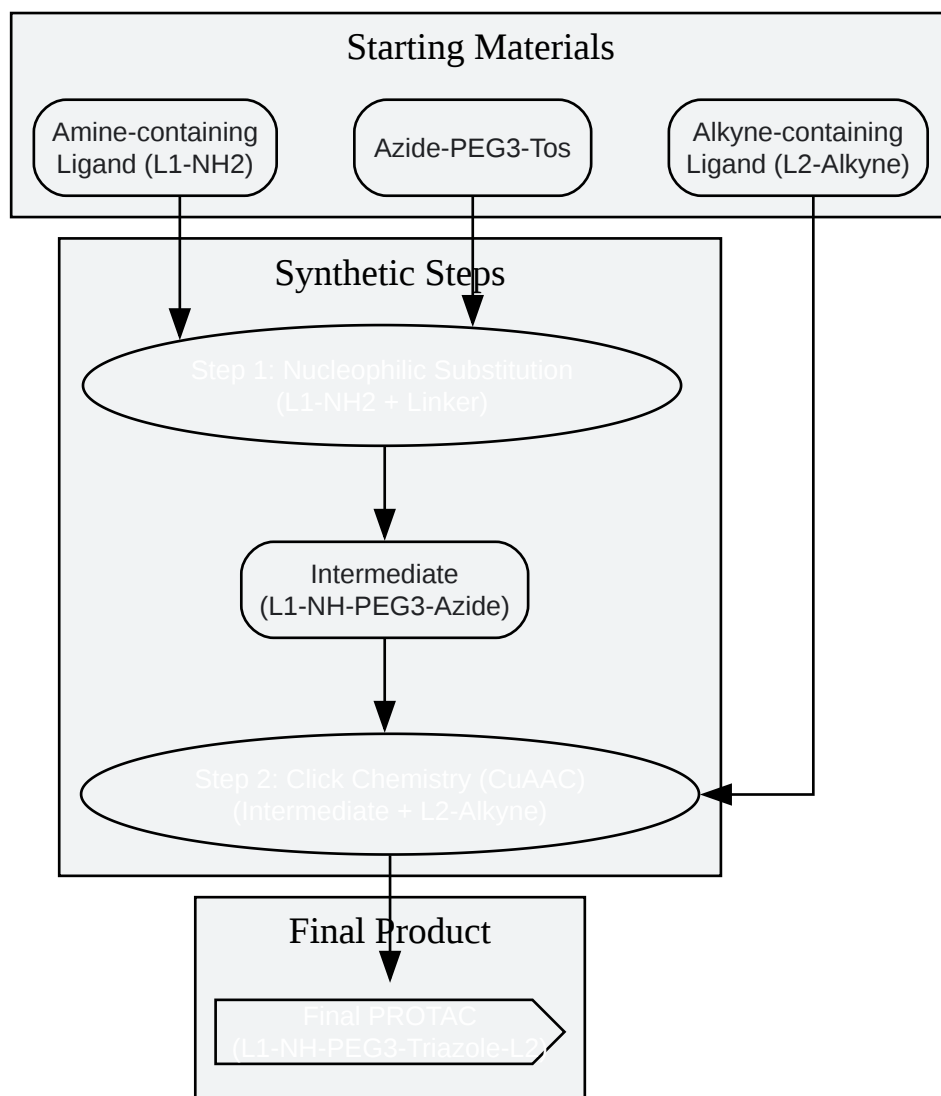 Starting Materials
Amine-containing
Ligand (L1-NH2)
Azide-PEG3-Tos
Alkyne-containing
Ligand (L2-Alkyne)
Synthetic Steps
Step 1: Nucleophilic Substitution
(L1-NH2 + Linker)
Intermediate
(L1-NH-PEG3-Azide)
Step 2: Click Chemistry (CuAAC)
(Intermediate + L2-Alkyne)
Final Product
Final PROTAC
(L1-NH-PEG3-Triazole-L2)